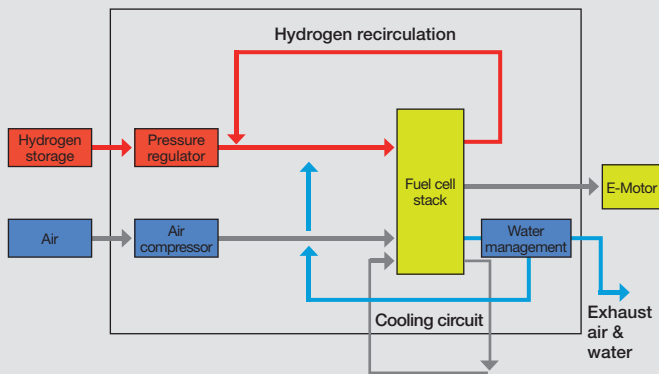 Hydrogen recirculation
Hydrogen
storage
Pressure
regulator
Fuel cell
stack
E-Motor
Air
Air
compressor
Water
management
Cooling circuit
Exhaust
air &
water